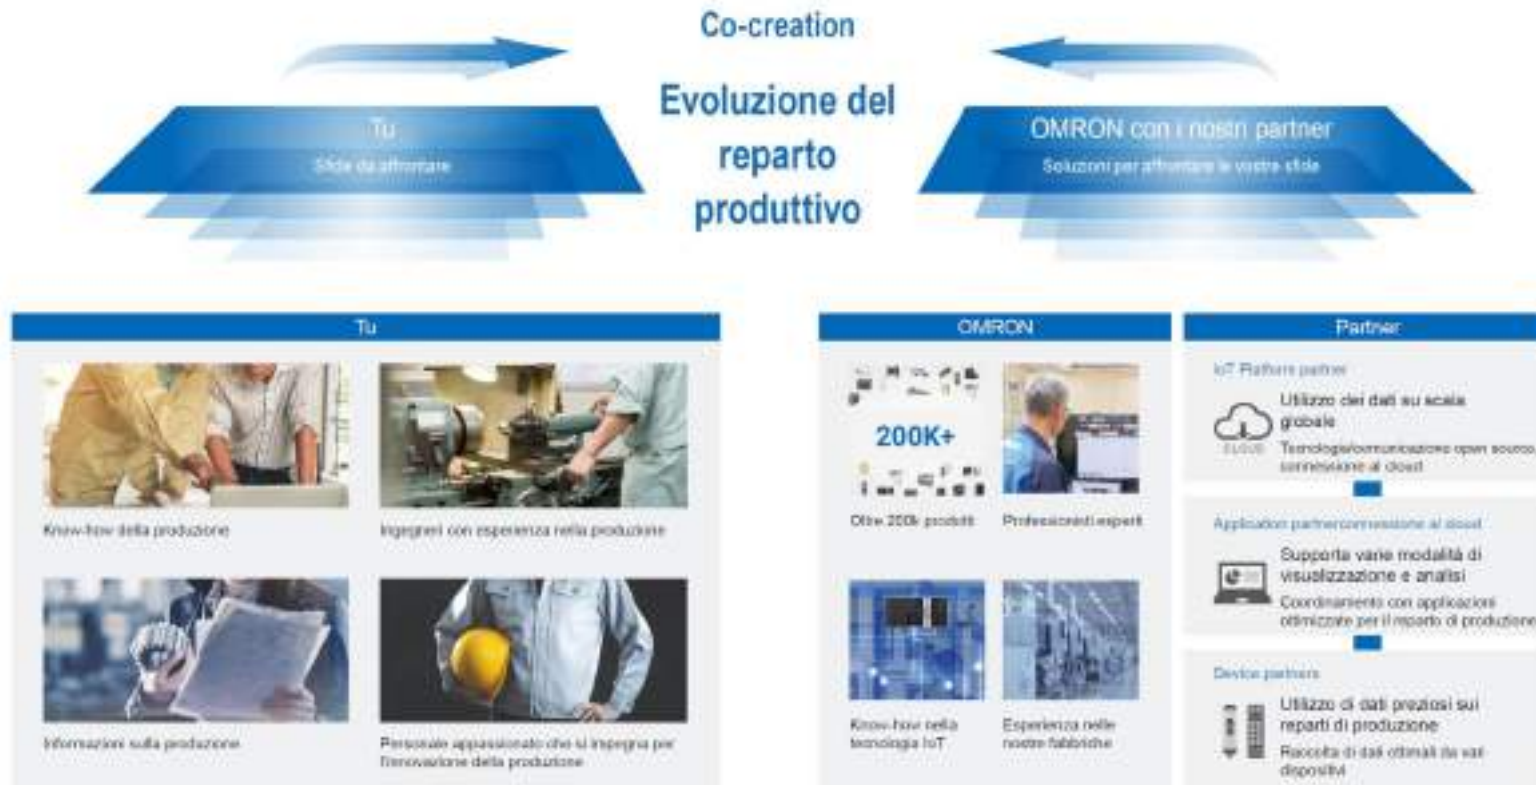 Co-creation
Evoluzione del
reparto
produttivo
Tu
Sfide da affrontare
OMRON con i nostri partner
Soluzioni per affrontare le vostre sfide
Tu
Know-how della produzione
Ingegneri con esperienza nella produzione
Informazioni sulla produzione
Personale appassionato che si impegna per
l'innovazione della produzione
OMRON
200K+
Oltre 200k prodotti
Professionisti esperti
Know-how nella
tecnologia IoT
Esperienza nelle
nostre fabbriche
Partner
IoT Platform partner
CLOUD
Utilizzo dei dati su scala
globale
Tecnologia/comunicazione open source,
connessione al cloud
Application partnerconnessione al cloud
Supporta varie modalità di
visualizzazione e analisi
Coordinamento con applicazioni
ottimizzate per il reparto di produzione
Device partners
Utilizzo di dati preziosi sui
reparti di produzione
Raccolta di dati ottimali da vari
dispositivi